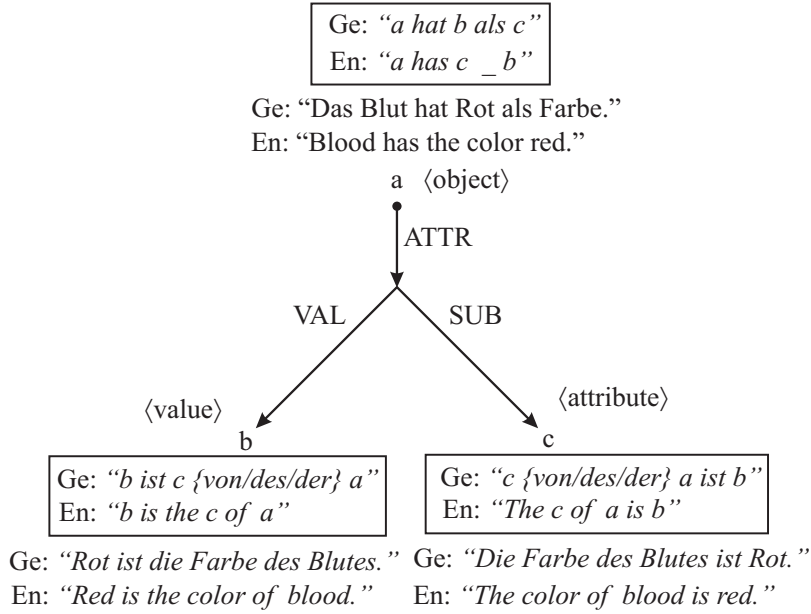 Ge: “a hat b als c”
En: “a has c _ b”
Ge: “Das Blut hat Rot als Farbe.”
En: “Blood has the color red.”
a ⟨object⟩
ATTR
VAL
SUB
⟨value⟩
⟨attribute⟩
b
c
Ge: “b ist c {von/des/der} a”
En: “b is the c of a”
Ge: “c {von/des/der} a ist b”
En: “The c of a is b”
Ge: “Rot ist die Farbe des Blutes.”
En: “Red is the color of blood.”
Ge: “Die Farbe des Blutes ist Rot.”
En: “The color of blood is red.”